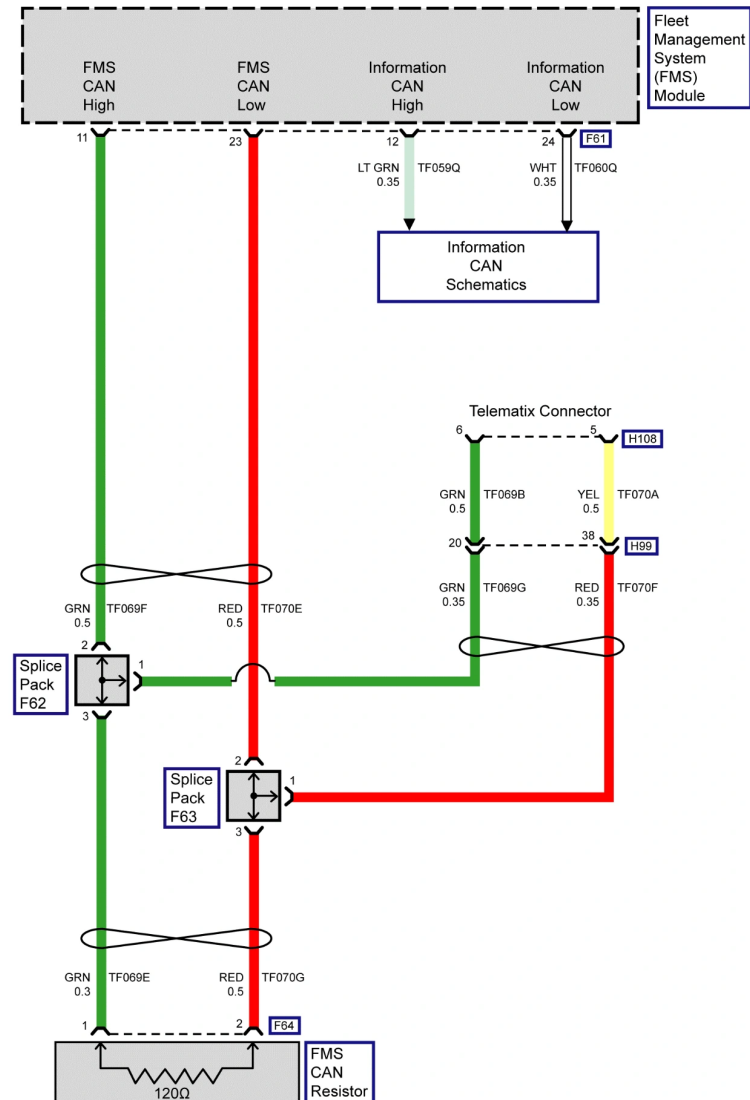 Fleet
Management
System
(FMS)
Module
FMS
CAN
High
FMS
CAN
Low
Information
CAN
High
Information
CAN
Low
11
23
12
24
F61
LT GRN
0.35
TF059Q
WHT
0.35
TF060Q
Information
CAN
Schematics
Telematix Connector
6
5
H108
GRN
0.5
TF069B
YEL
0.5
TF070A
20
38
H99
GRN
0.35
TF069G
RED
0.35
TF070F
GRN
0.5
TF069F
RED
0.5
TF070E
2
Splice
Pack
F62
1
3
2
Splice
Pack
F63
1
3
GRN
0.3
TF069E
RED
0.5
TF070G
1
2
F64
FMS
CAN
Resistor
120Ω